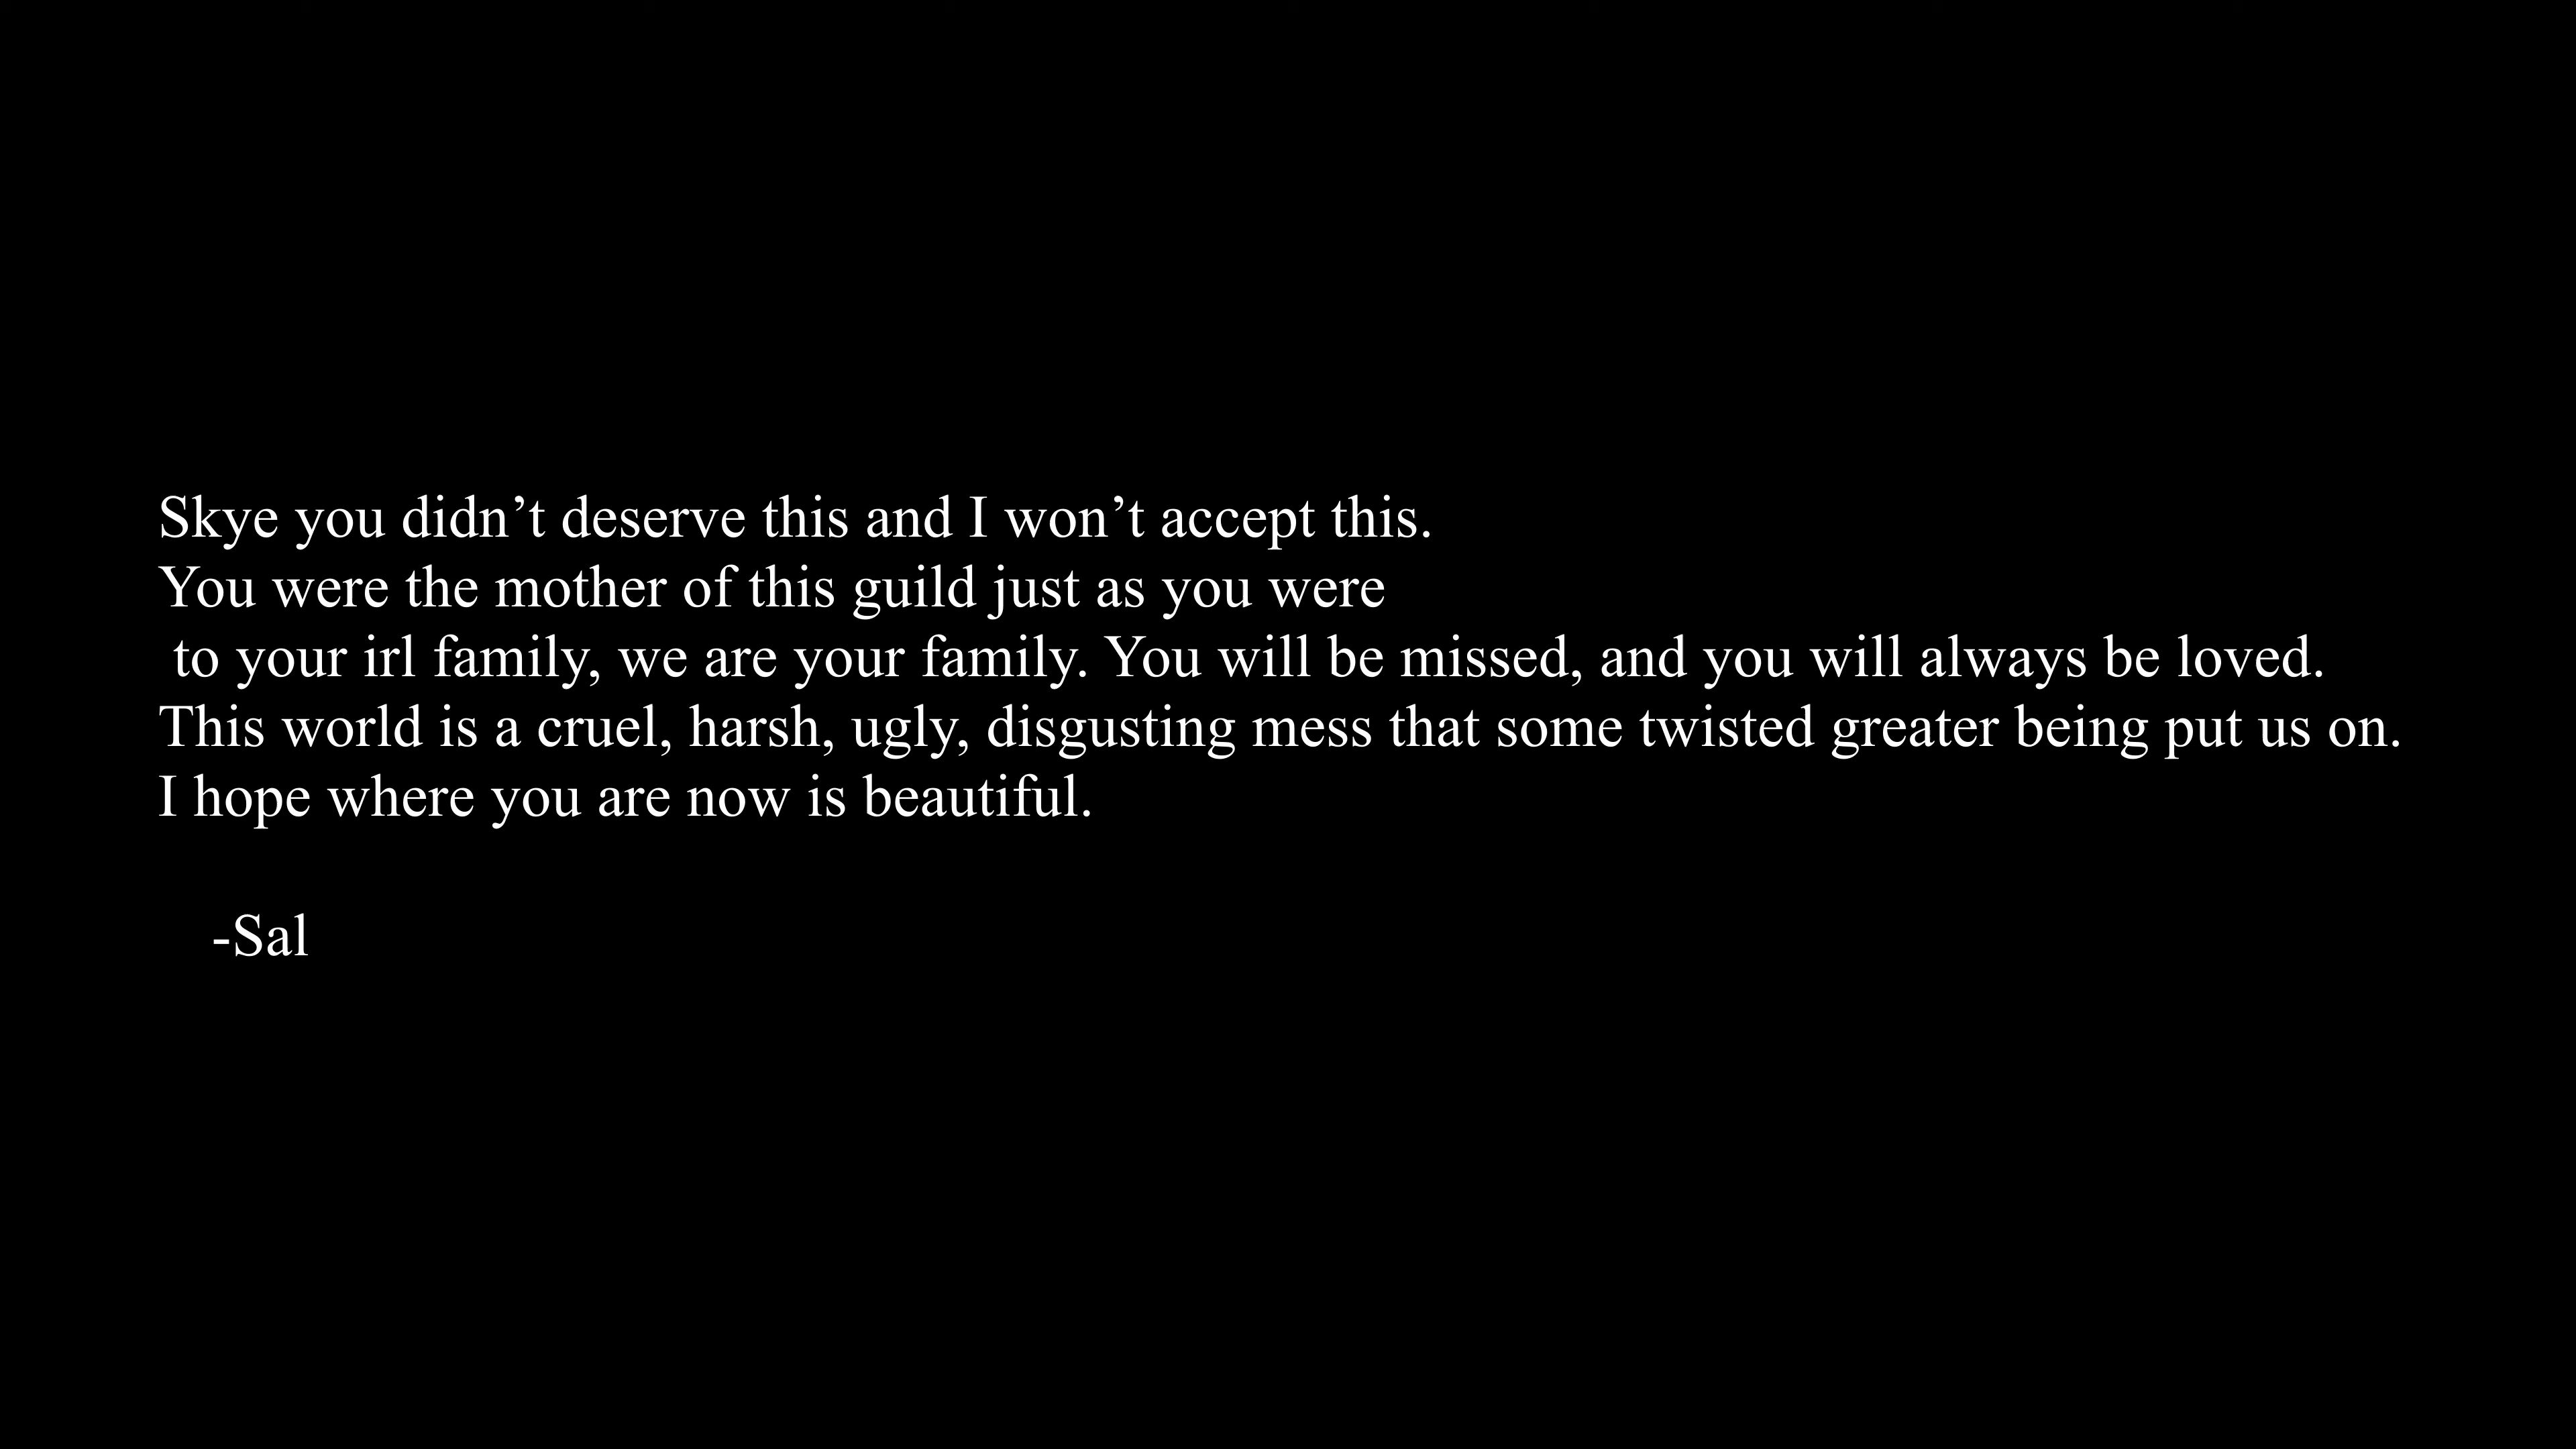 Skye you didn’t deserve this and I won’t accept this.
You were the mother of this guild just as you were
to your irl family, we are your family. You will be missed, and you will always be loved.
This world is a cruel, harsh, ugly, disgusting mess that some twisted greater being put us on.
I hope where you are now is beautiful.
-Sal